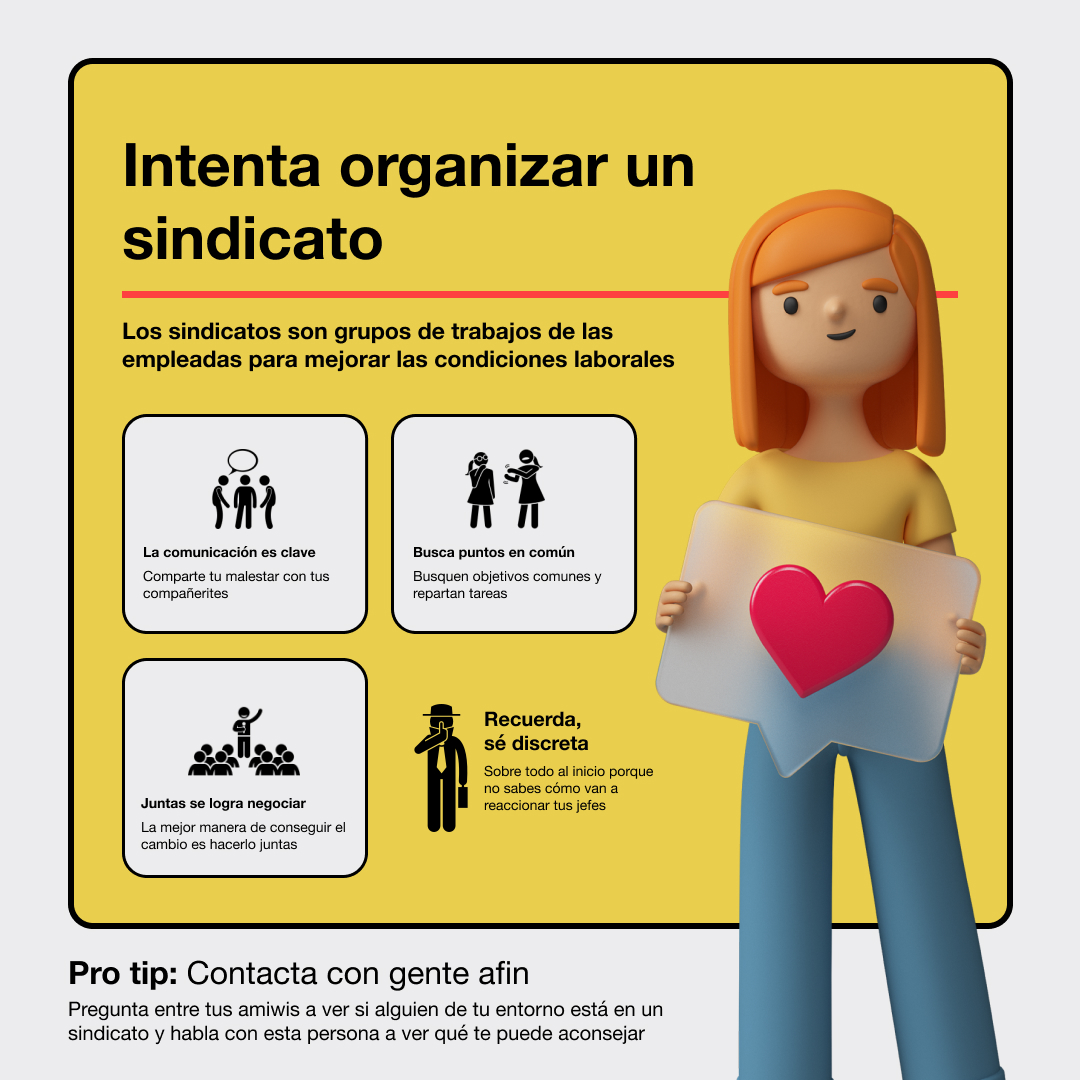 Intenta organizar un
sindicato
Los sindicatos son grupos de trabajos de las
empleadas para mejorar las condiciones laborales
La comunicación es clave
Comparte tu malestar con tus
compañerites
Busca puntos en común
Busquen objetivos comunes y
repartan tareas
Juntas se logra negociar
La mejor manera de conseguir el
cambio es hacerlo juntas
Recuerda,
sé discreta
Sobre todo al inicio porque
no sabes cómo van a
reaccionar tus jefes
Pro tip: Contacta con gente afin
Pregunta entre tus amiwis a ver si alguien de tu entorno está en un
sindicato y habla con esta persona a ver qué te puede aconsejar